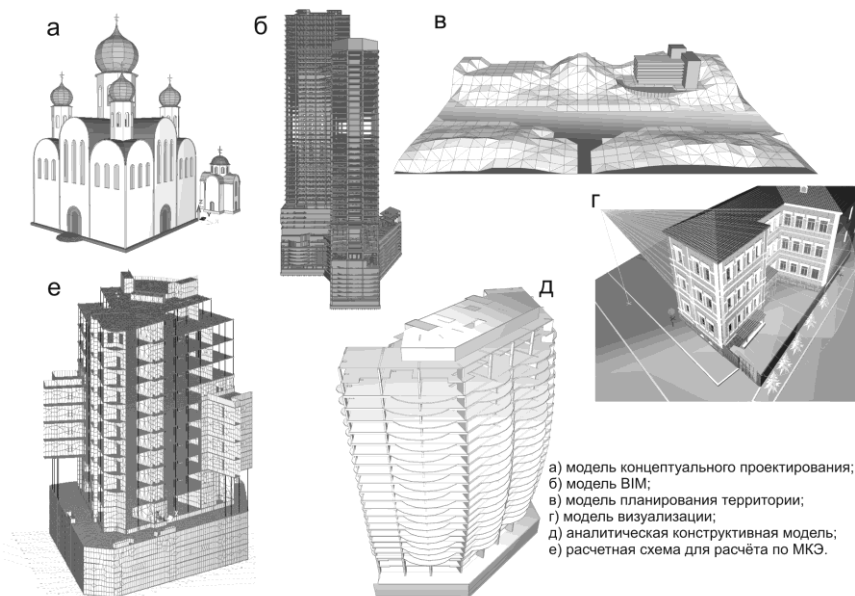 а
б
в
г
е
д
а) модель концептуального проектирования;
б) модель BIM;
в) модель планирования территории;
г) модель визуализации;
д) аналитическая конструктивная модель;
е) расчетная схема для расчёта по МКЭ.